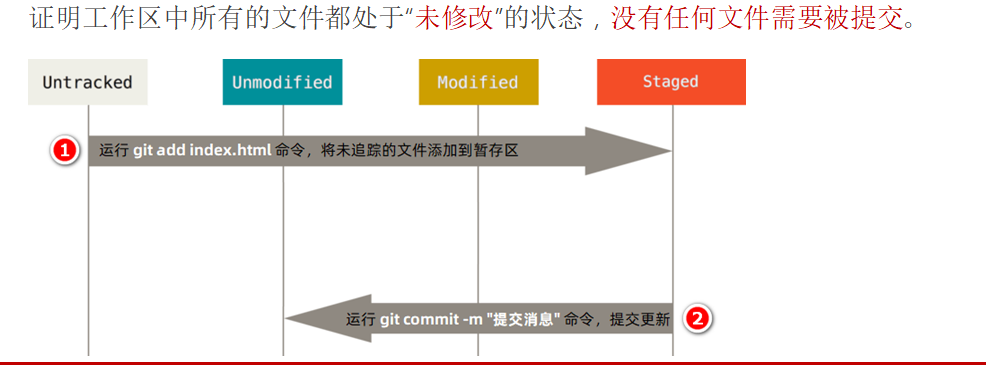 证明工作区中所有的文件都处于“未修改”的状态，没有任何文件需要被提交。
Untracked
Unmodified
Modified
Staged
1
运行 git add index.html 命令，将未追踪的文件添加到暂存区
运行 git commit -m "提交消息" 命令，提交更新
2